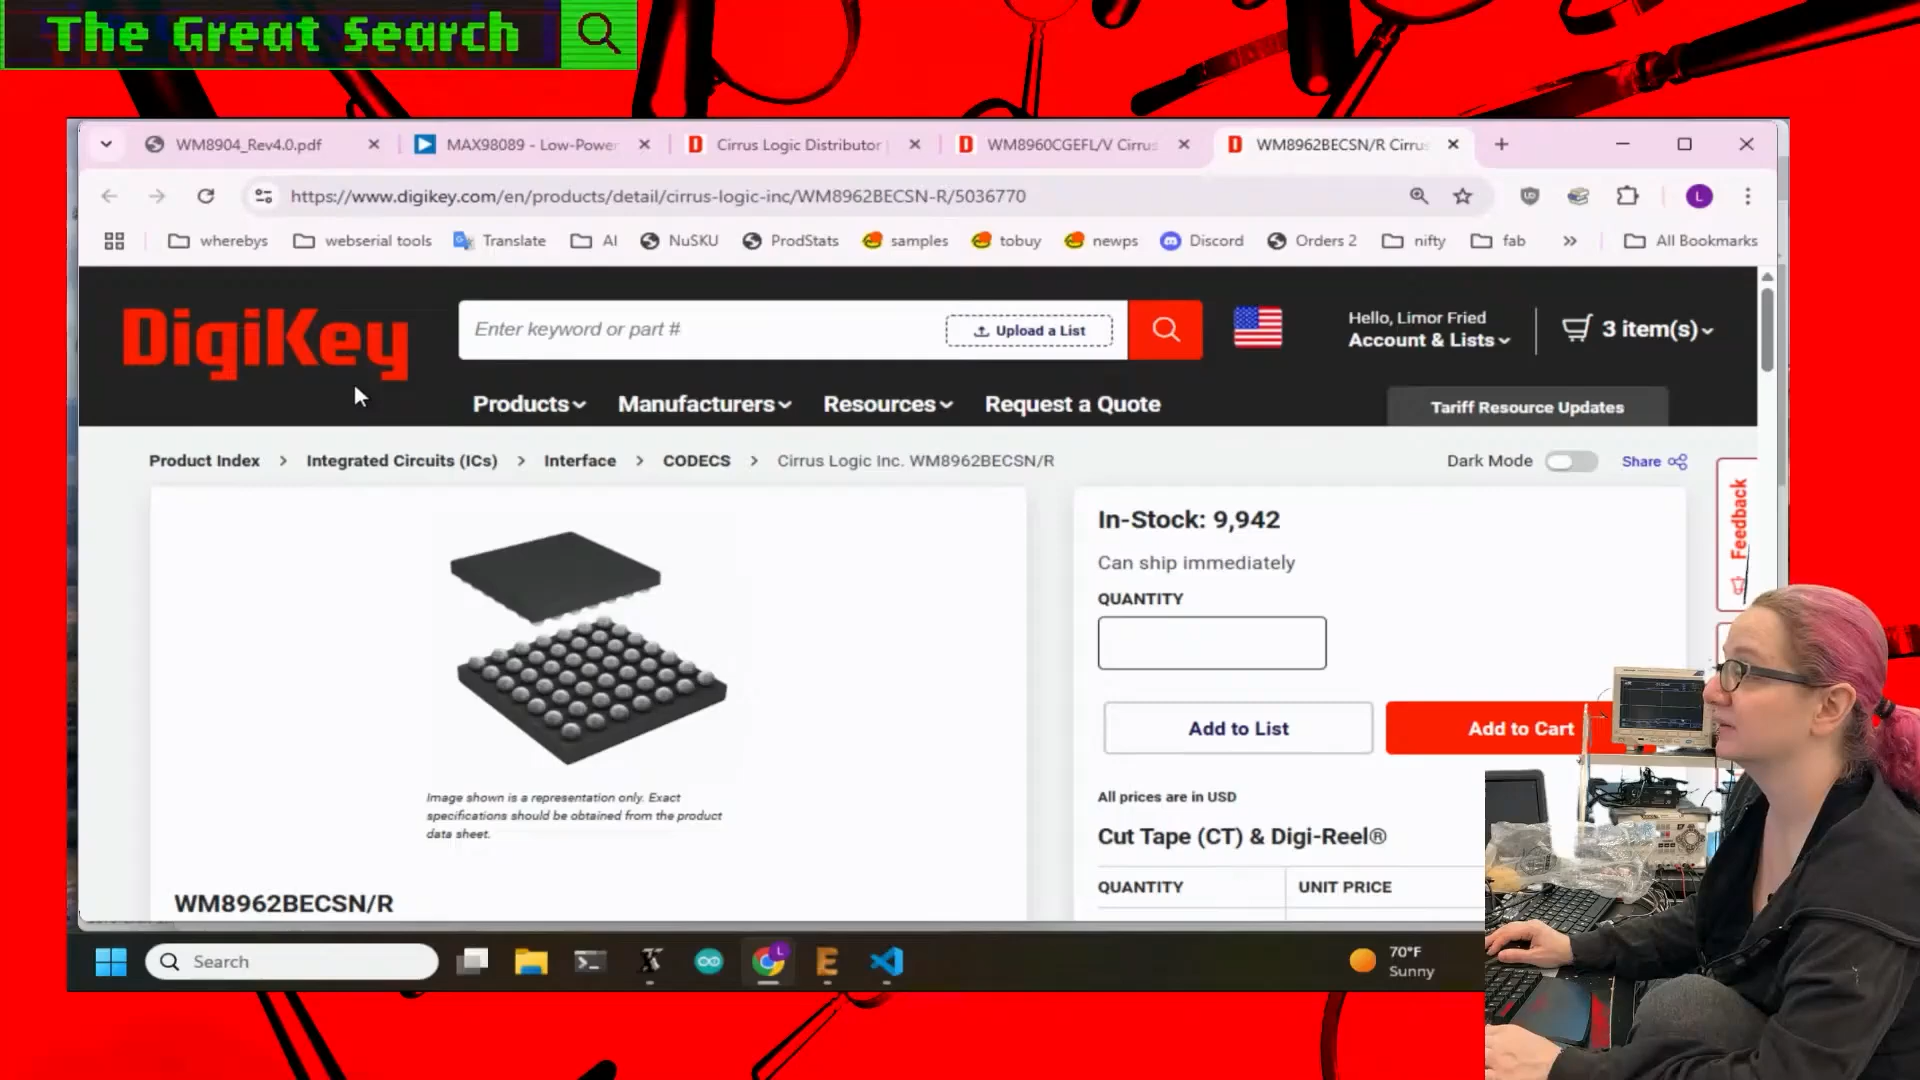 The Great Search
WM8904_Rev4.0.pdf
MAX98089 - Low-Power
Cirrus Logic Distributor
WM8960CGEFL/V Cirrus
WM8962BECSN/R Cirrus
https://www.digikey.com/en/products/detail/cirrus-logic-inc/WM8962BECSN-R/5036770
L
wherebys
webserial tools
Translate
AI
NuSKU
ProdStats
samples
tobuy
newps
Discord
Orders 2
nifty
fab
All Bookmarks
DigiKey
Enter keyword or part #
Upload a List
Hello, Limor Fried
Account & Lists
3 item(s)
Products
Manufacturers
Resources
Request a Quote
Tariff Resource Updates
Product Index > Integrated Circuits (ICs) > Interface > CODECS > Cirrus Logic Inc. WM8962BECSN/R
Dark Mode
Share
Feedback
In-Stock: 9,942
Can ship immediately
QUANTITY
Add to List
Add to Cart
Image shown is a representation only. Exact
specifications should be obtained from the product
data sheet.
All prices are in USD
Cut Tape (CT) & Digi-Reel®
QUANTITY
UNIT PRICE
WM8962BECSN/R
Search
70°F
Sunny